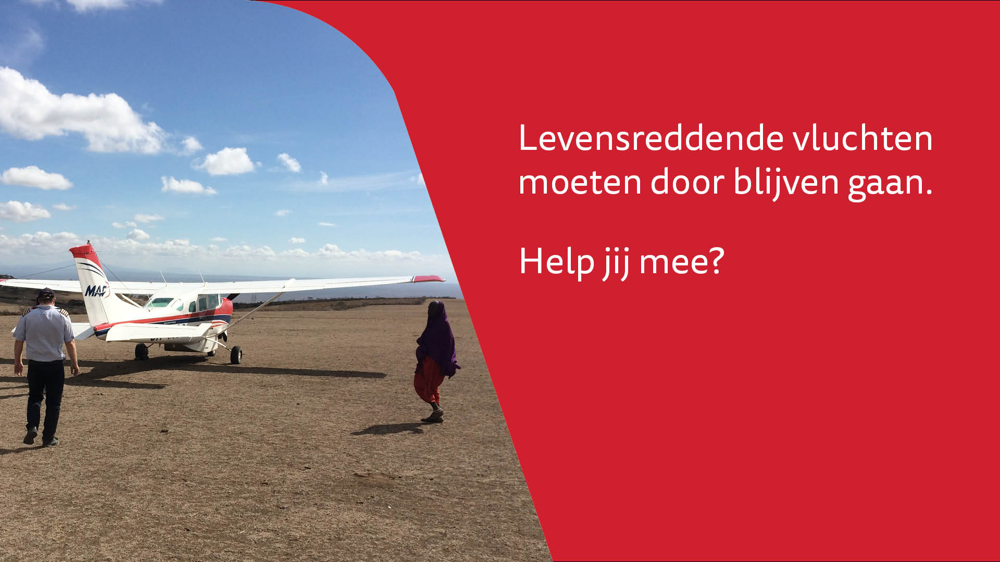 Levensreddende vluchten
moeten door blijven gaan.
Help jij mee?
MAF